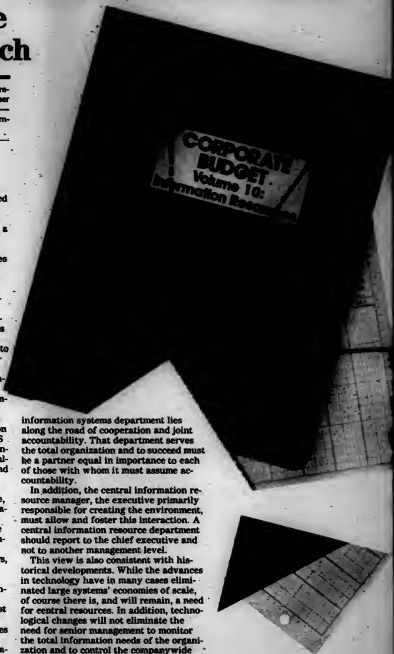 e
ch
ed
a
es
s
to
n-
on
S
n-
nd
e,
a-
e
s,
n-
st
es
a-
CORPORATE
BUDGET
Volume 10:
Information
information systems department lies
along the road of cooperation and joint
accountability. That department serves
the total organization and to succeed must
be a partner equal in importance to each
of those with whom it must assume ac-
countability.
In addition, the central information re-
source manager, the executive primarily
responsible for creating the environment,
must allow and foster this interaction. A
central information resource department
should report to the chief executive and
not to another management level.
This view is also consistent with his-
torical developments. While the advances
in technology have in many cases elimi-
nated large systems' economies of scale,
of course there is, and will remain, a need
for central resources. In addition, techno-
logical changes will not eliminate the
need for senior management to monitor
the total information needs of the organi-
zation and to control the companywide